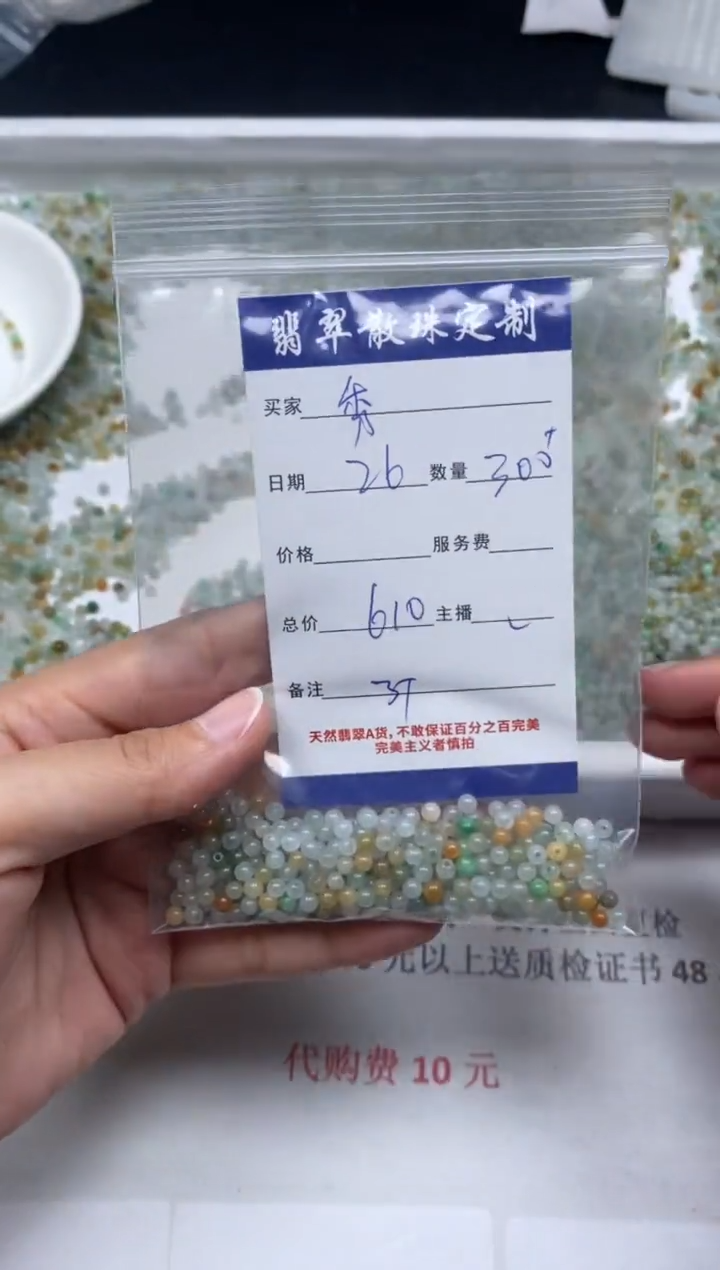 翡翠散珠定制
买家 秀
日期 26 数量 300+
价格 服务费
总价 610 主播
备注
天然翡翠A货，不敢保证百分之百完美
完美主义者慎拍
检
元以上送质检证书 48
代购费 10 元